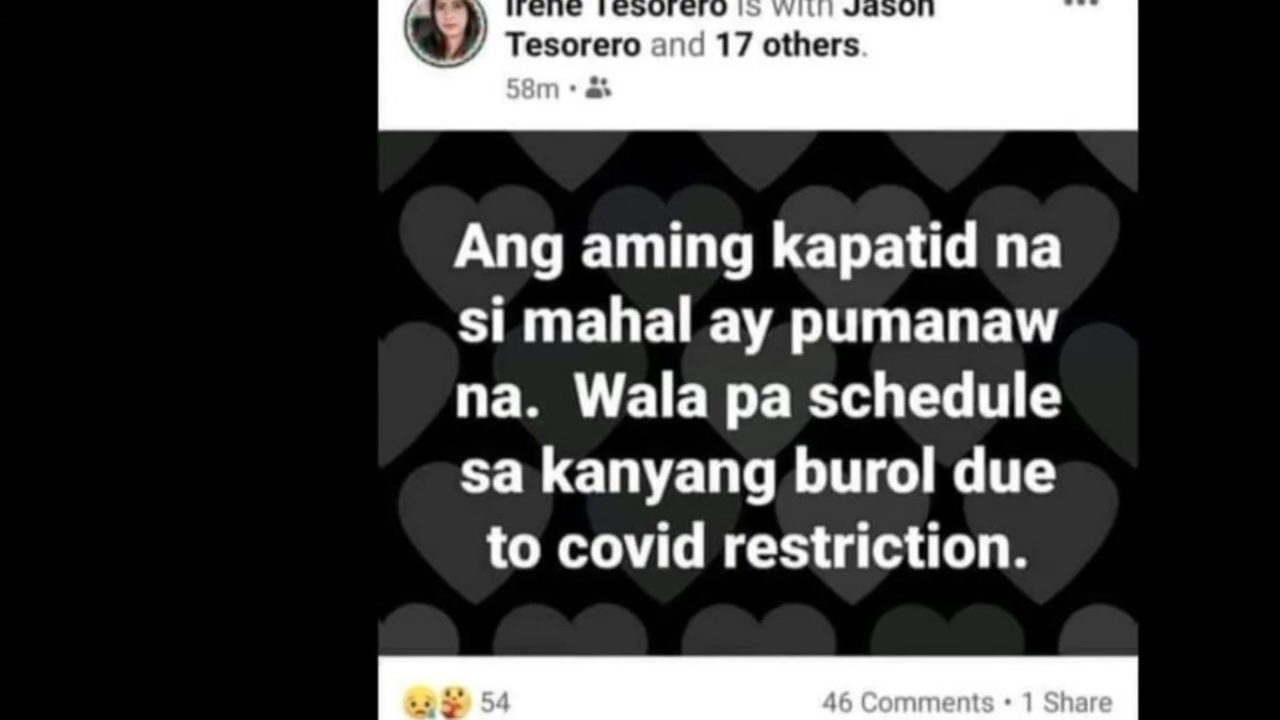 Irene Tesorero is with Jason
Tesorero and 17 others.
58m •
Ang aming kapatid na
si mahal ay pumanaw
na. Wala pa schedule
sa kanyang burol due
to covid restriction.
54
46 Comments • 1 Share